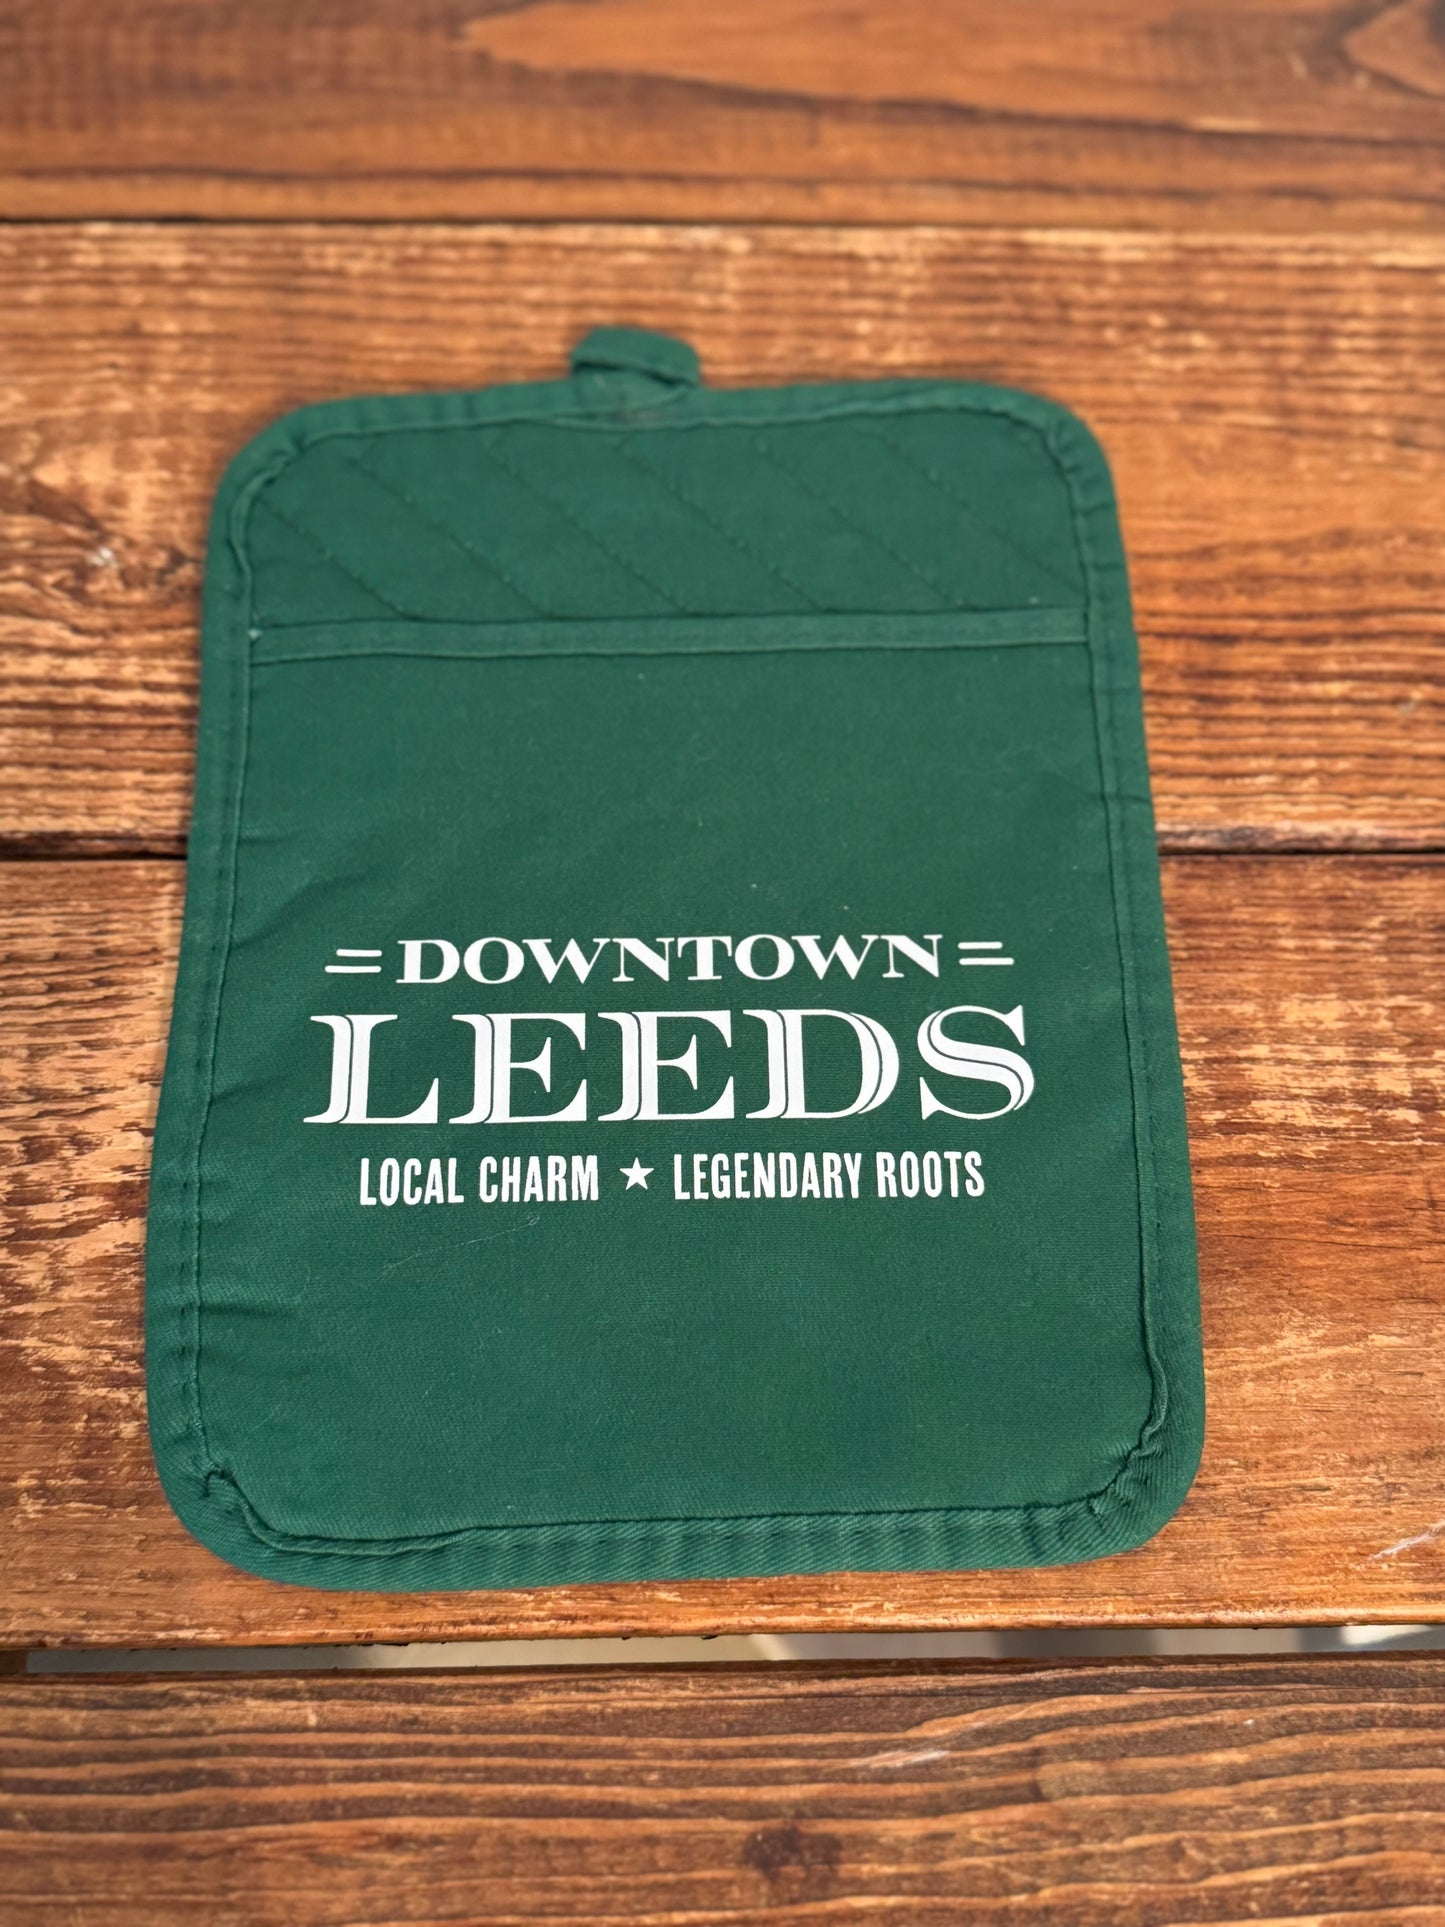 DOWNTOWN
LEEDS
LOCAL CHARM ★ LEGENDARY ROOTS